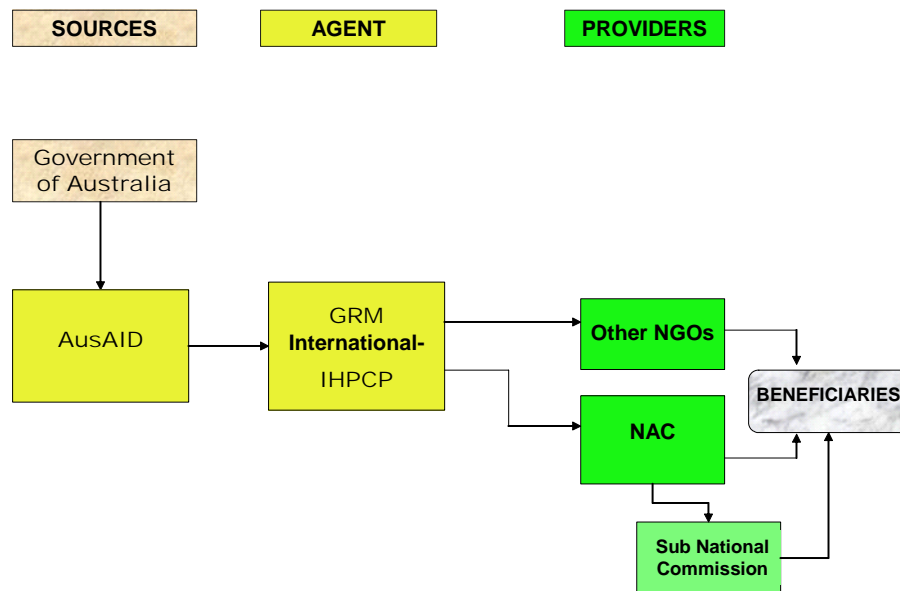 SOURCES
AGENT
PROVIDERS
Government
of Australia
AusAID
GRM
International-
IHPCP
Other NGOs
BENEFICIARIES
NAC
Sub National
Commission